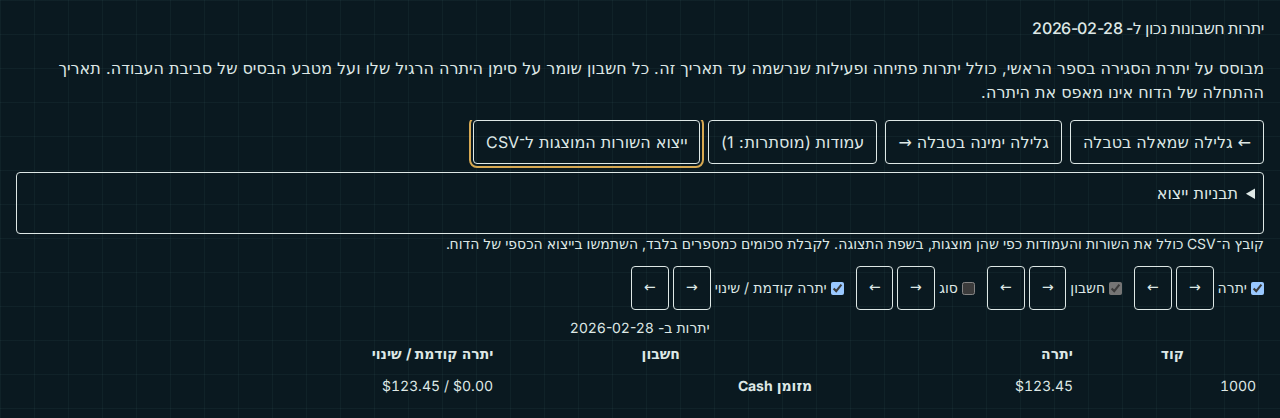 יתרות חשבונות נכון ל- 2026-02-28
מבוסס על יתרת הסגירה בספר הראשי, כולל יתרות פתיחה ופעילות שנרשמה עד תאריך זה. כל חשבון שומר על סימן היתרה הרגיל שלו ועל מטבע הבסיס של סביבת העבודה. תאריך
ההתחלה של הדוח אינו מאפס את היתרה.
← גלילה שמאלה בטבלה
גלילה ימינה בטבלה →
עמודות (מוסתרות: 1)
ייצוא השורות המוצגות ל־CSV
◀ תבניות ייצוא
קובץ ה־CSV כולל את השורות והעמודות כפי שהן מוצגות, בשפת התצוגה. לקבלת סכומים כמספרים בלבד, השתמשו בייצוא הכספי של הדוח.
יתרה → ← חשבון → ← סוג → ← יתרה קודמת / שינוי → ←
יתרות ב- 2026-02-28
קוד יתרה חשבון יתרה קודמת / שינוי
1000 $123.45 מזומן Cash $123.45 / $0.00